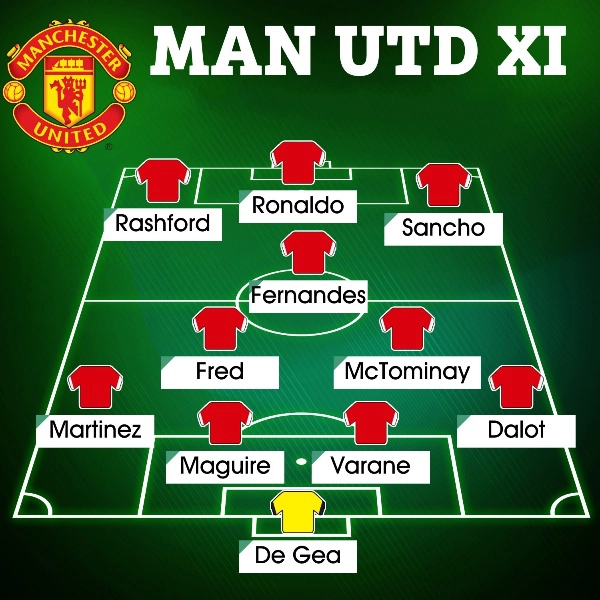 MAN UTD XI
MANCHESTER
UNITED
®
Ronaldo
Rashford
Sancho
Fernandes
Fred
McTominay
Martinez
Dalot
Maguire
Varane
De Gea